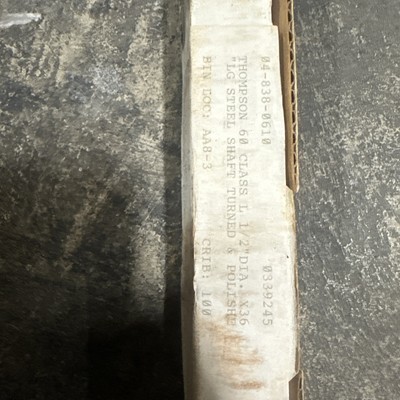 04-838-0610 0339245
THOMPSON 60 CLASS L 1/2"DIA. X36
"LG STEEL SHAFT TURNED & POLISHE
BIN LOC: AA8-3 CRIB: 100